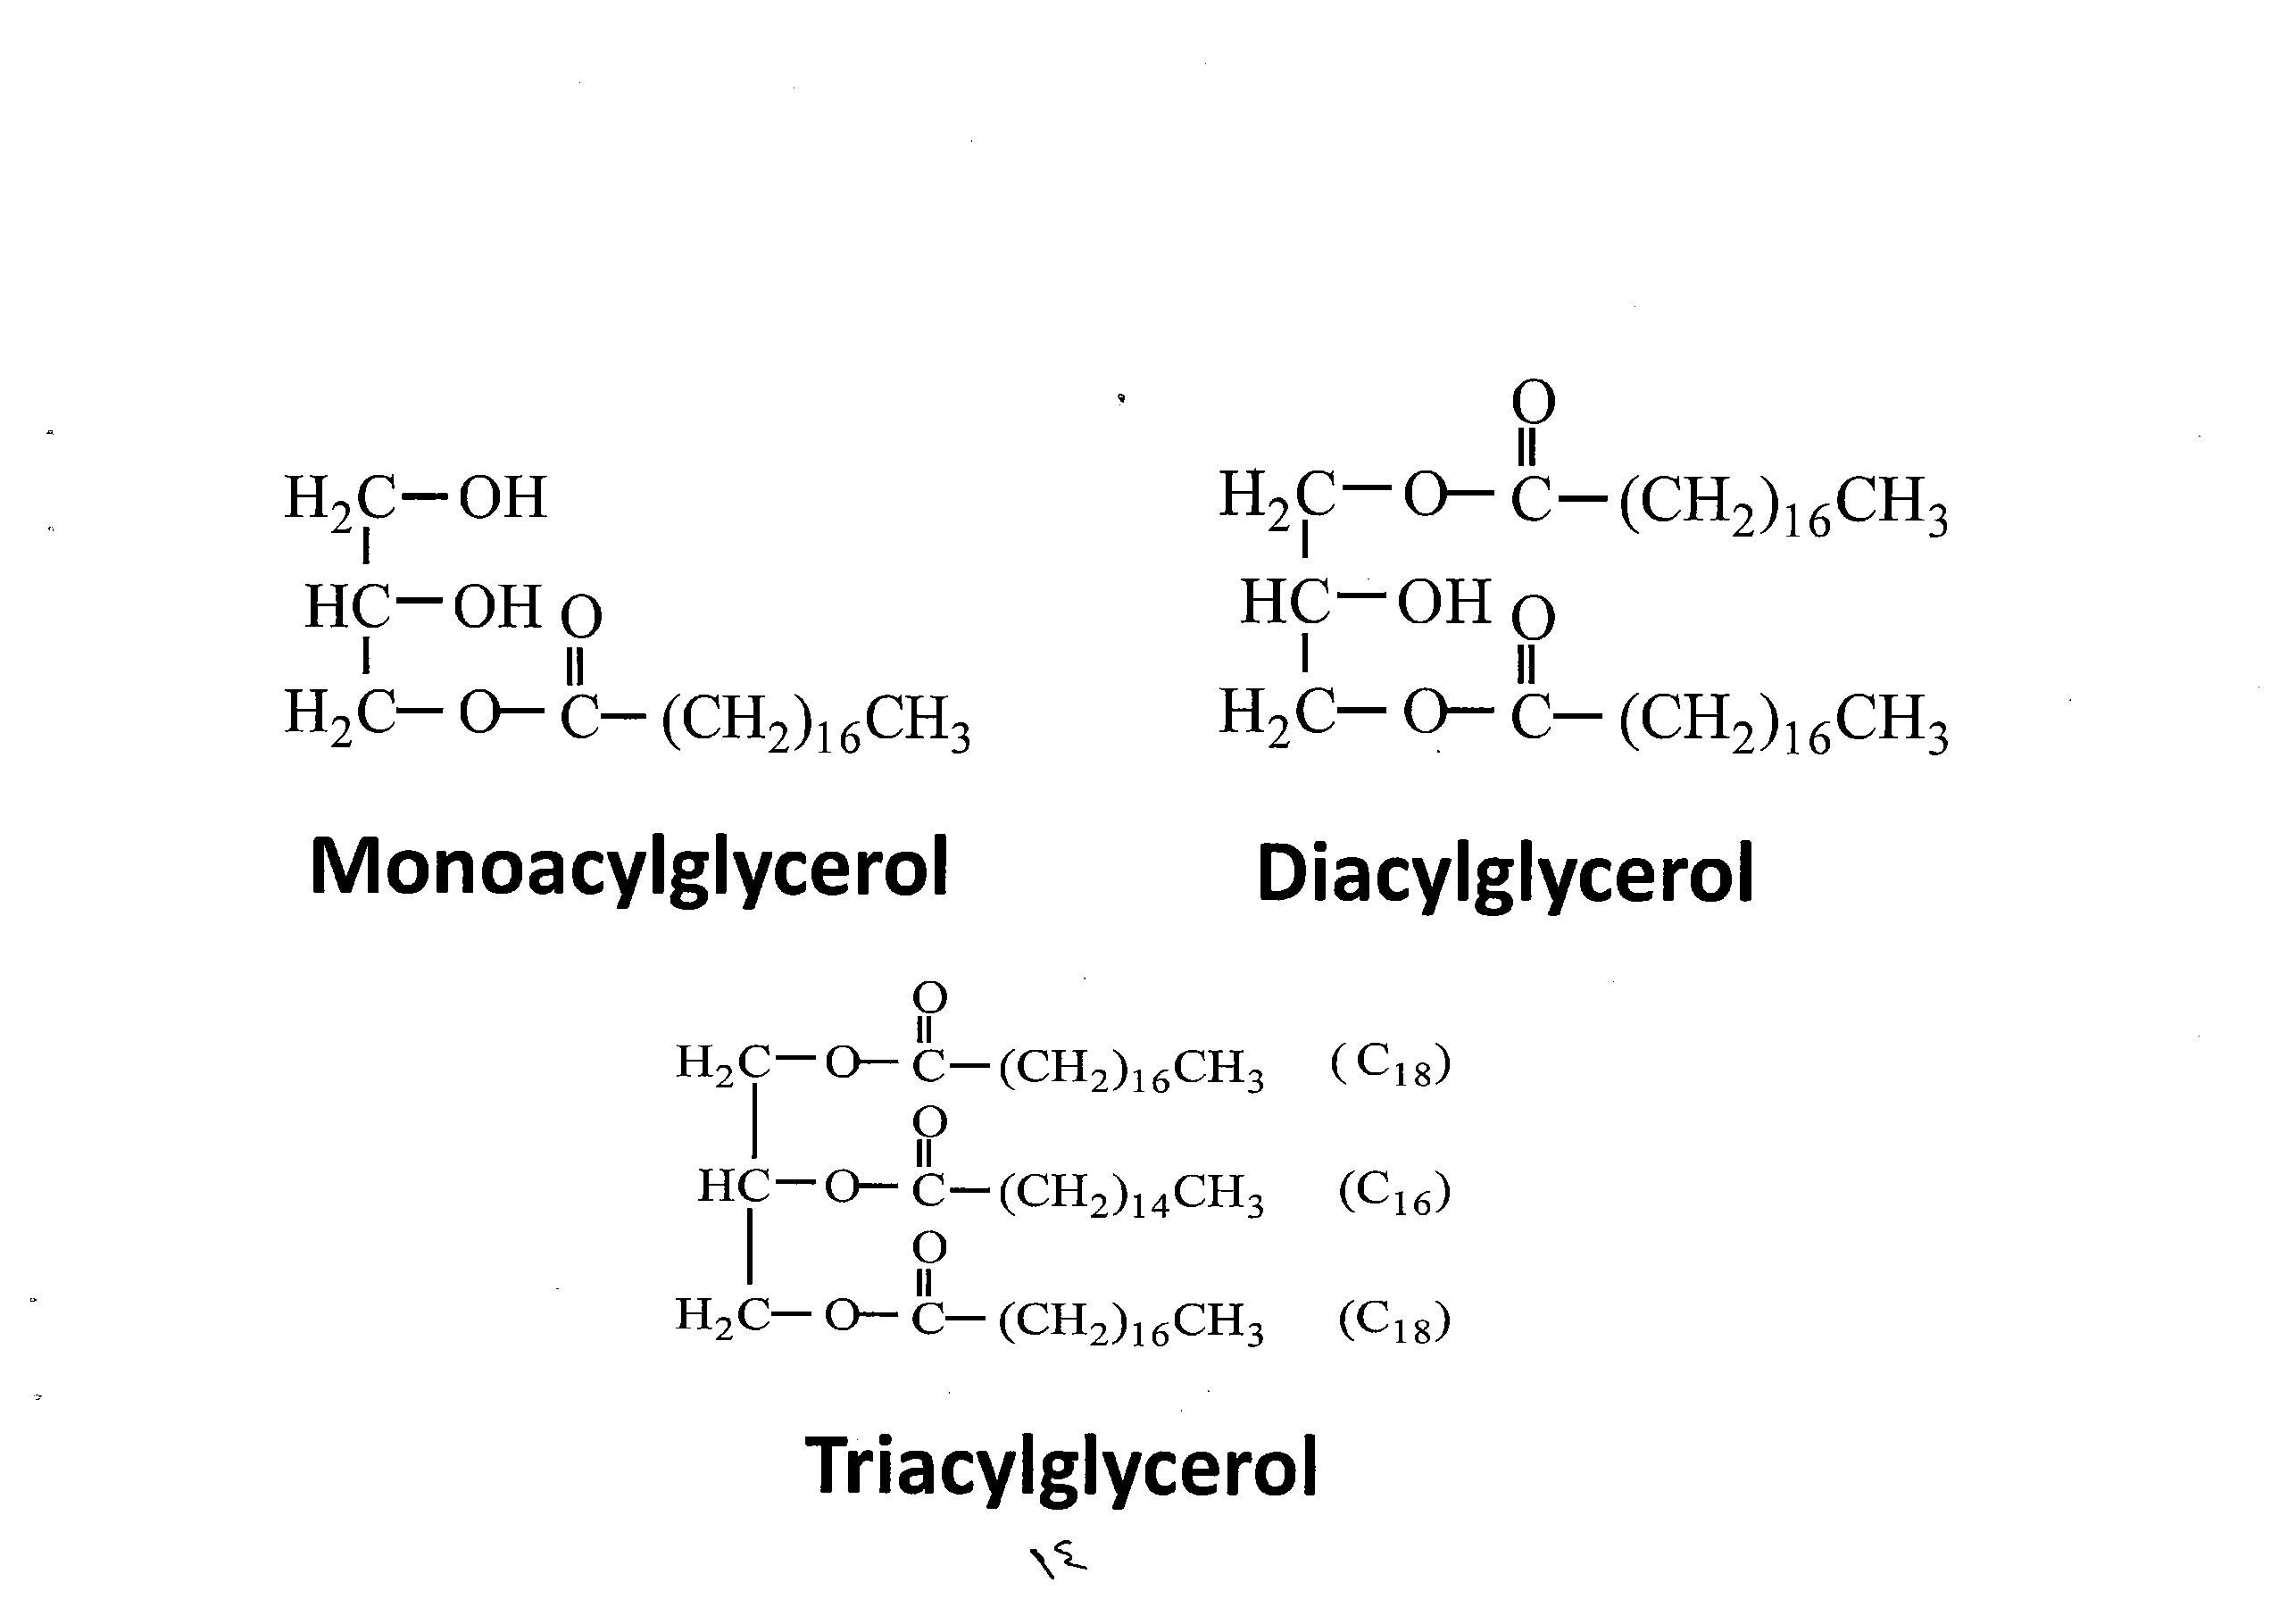 H₂C—OH
HC—OH O
H₂C—O—C—(CH₂)₁₆CH₃
Monoacylglycerol
O
H₂C—O—C—(CH₂)₁₆CH₃
HC—OH O
H₂C—O—C—(CH₂)₁₆CH₃
Diacylglycerol
O
H₂C—O—C—(CH₂)₁₆CH₃ (C₁₈)
O
HC—O—C—(CH₂)₁₄CH₃ (C₁₆)
O
H₂C—O—C—(CH₂)₁₆CH₃ (C₁₈)
Triacylglycerol
١٤